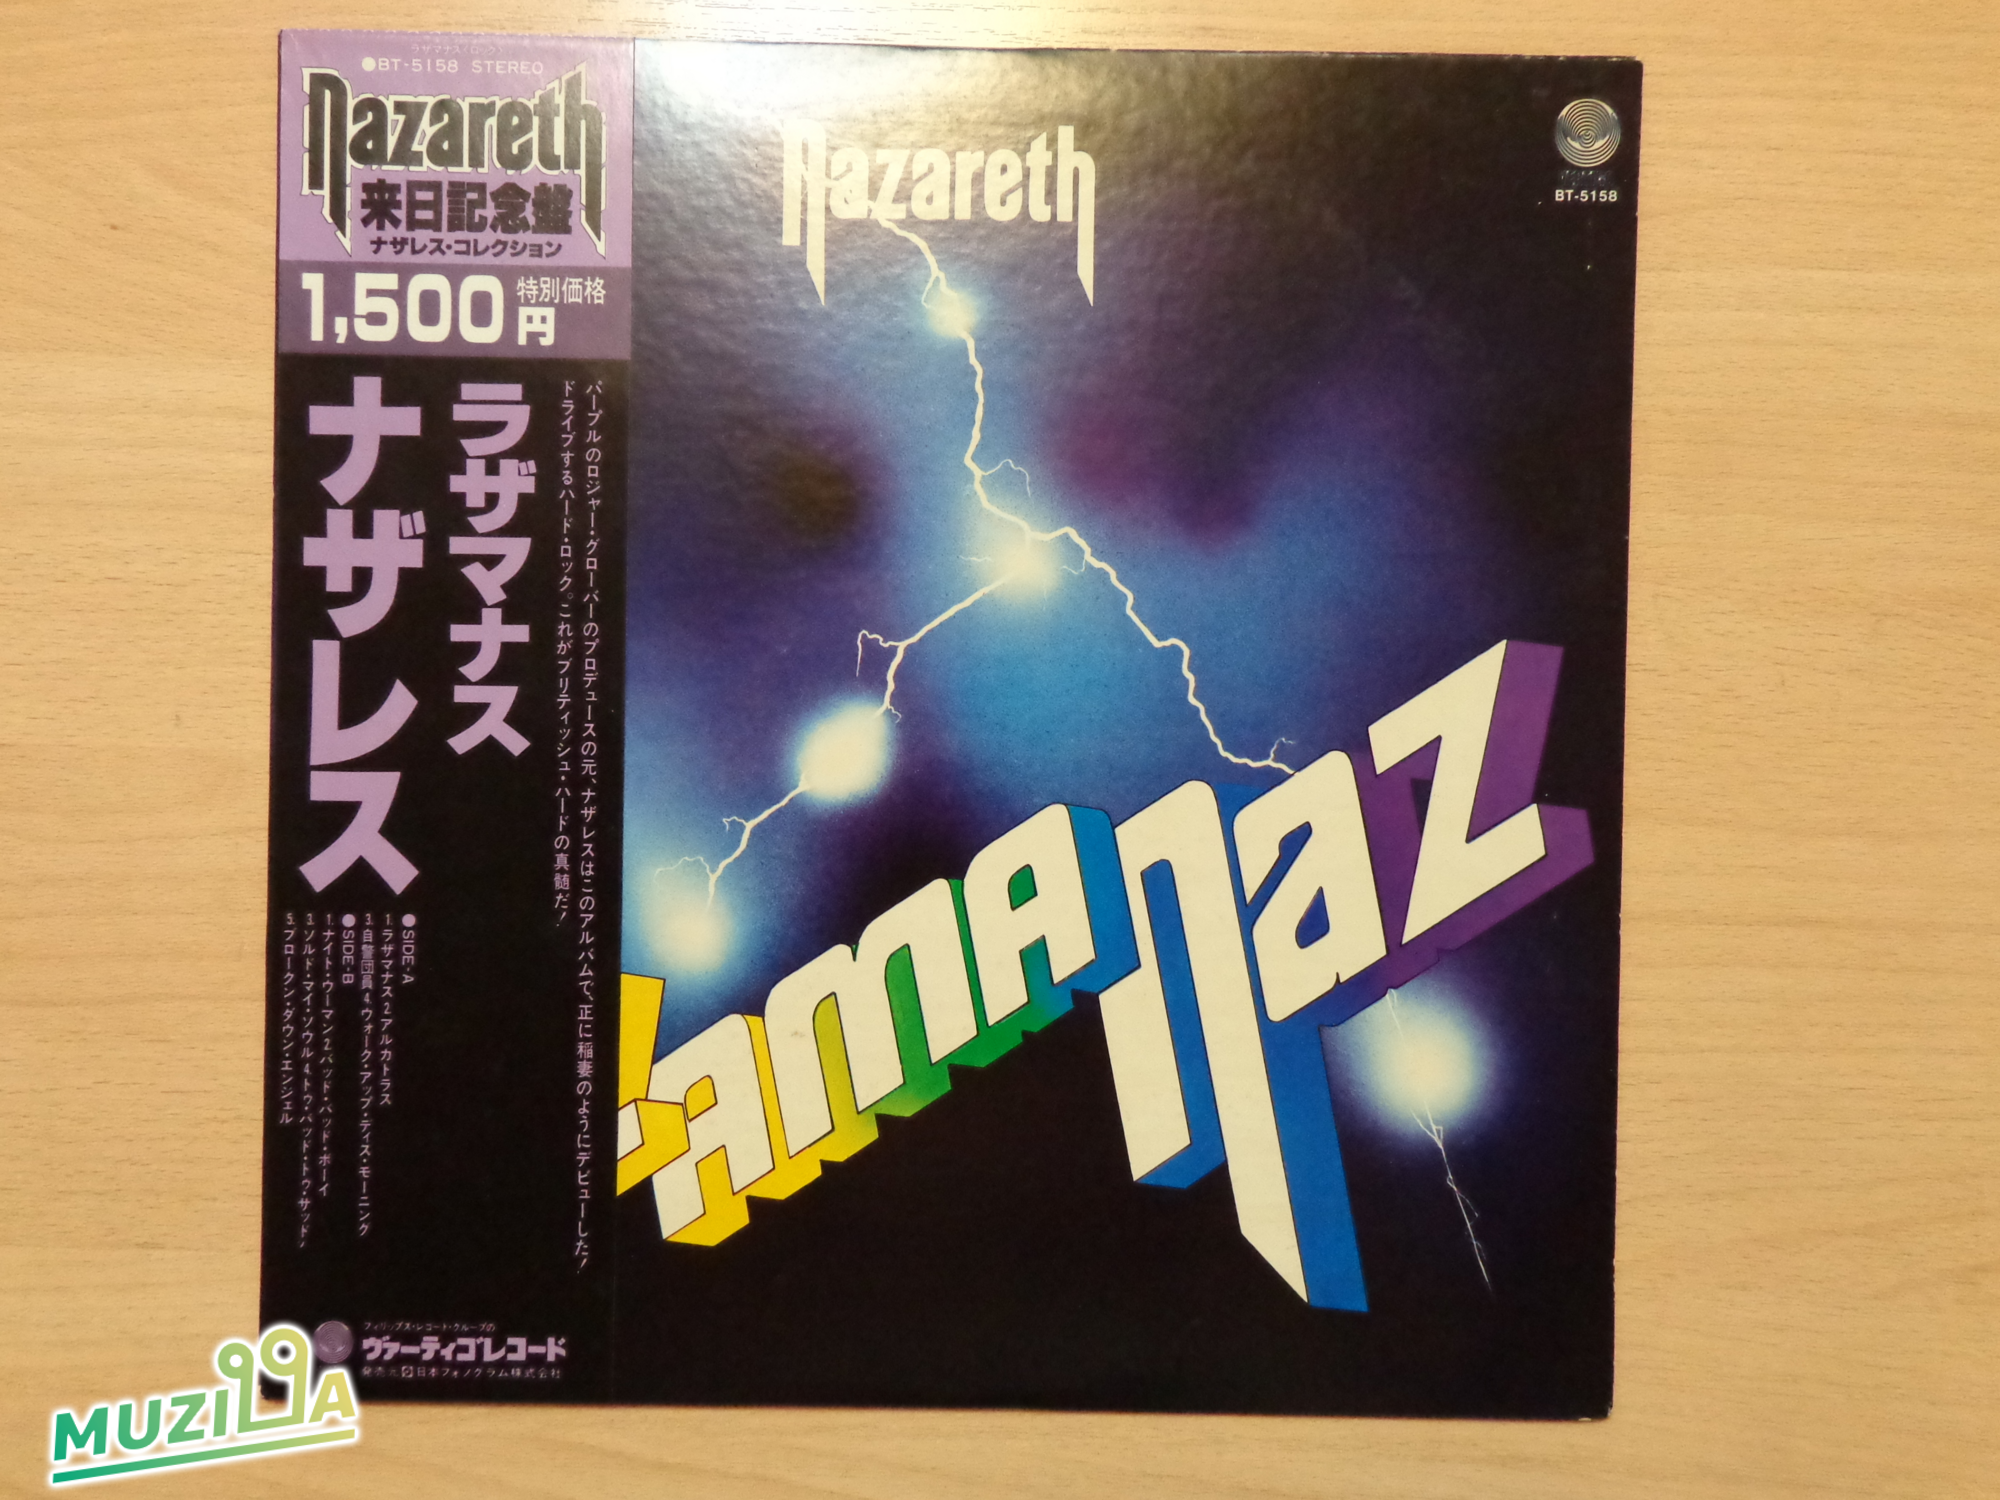 ラザマナス〈ロック〉
●BT-5158 STEREO
Nazareth
来日記念盤
ナザレス・コレクション
1,500円 特別価格
パープルのロジャー・グローバーのプロデュースの元、ナザレスはこのアルバムで、正に稲妻のようにデビューした!
ドライブするハード・ロック。これがブリティッシュ・ハードの真髄だ!
ラザマナス
ナザレス
●SIDE-A
1.ラザマナス 2.アルカトラス
3.自警団員 4.ウォーク・アップ・ディス・モーニング
●SIDE-B
1.ナイト・ウーマン 2.バッド・バッド・ボーイ
3.ソルド・マイ・ソウル 4.トゥ・バッド・トゥ・サッド
5.ブロークン・ダウン・エンジェル
フィリップス・レコード・グループの
ヴァーティゴレコード
発売元 日本フォノグラム株式会社
Nazareth
BT-5158
zamanaz
MUZILLA